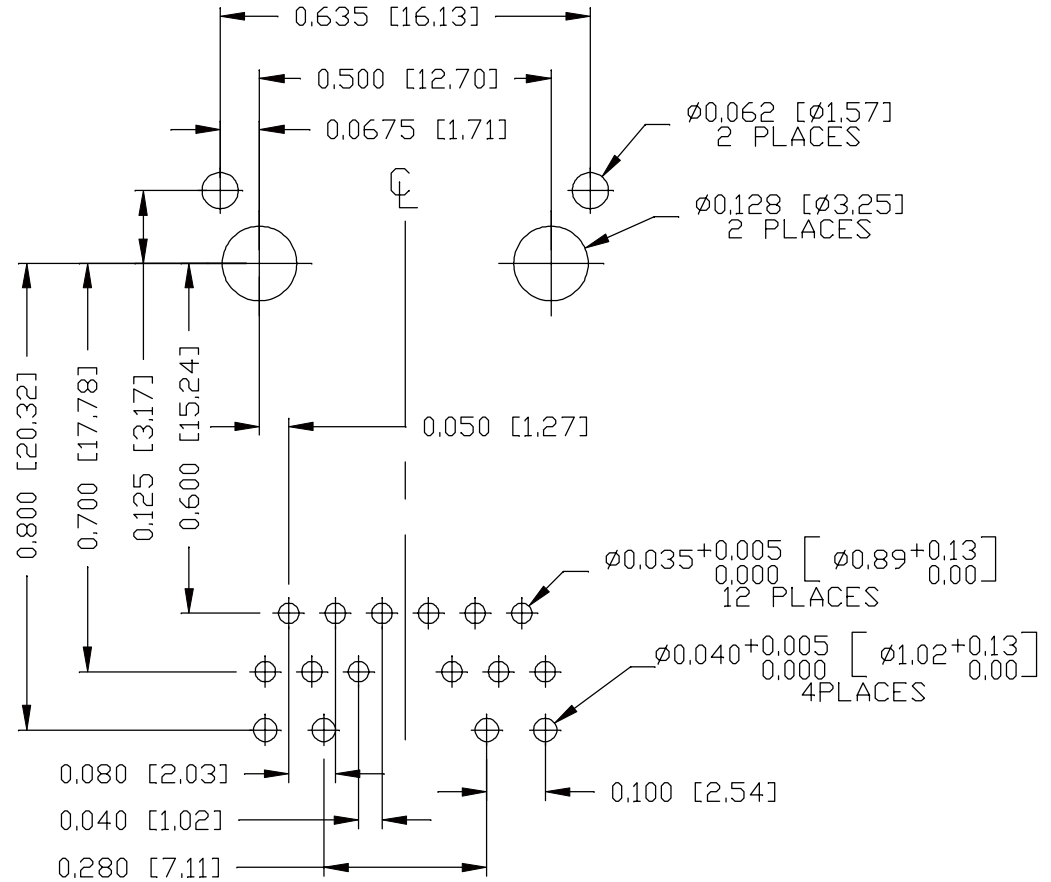 0.635 [16.13]
0.500 [12.70]
0.0675 [1.71]
Ø0.062 [Ø1.57]
2 PLACES
CL
Ø0.128 [Ø3.25]
2 PLACES
0.800 [20.32]
0.700 [17.78]
0.125 [3.17]
0.600 [15.24]
0.050 [1.27]
Ø0.035+0.005 [Ø0.89+0.13]
0.000 0.00
12 PLACES
Ø0.040+0.005 [Ø1.02+0.13]
0.000 0.00
4PLACES
0.080 [2.03]
0.100 [2.54]
0.040 [1.02]
0.280 [7.11]